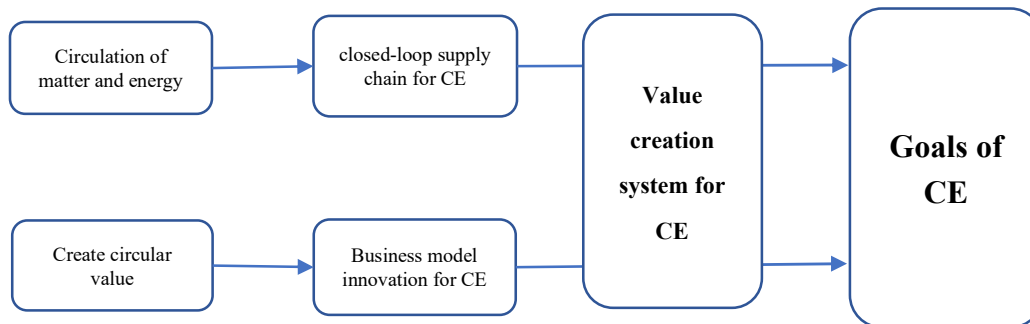 Circulation of
matter and energy
closed-loop supply
chain for CE
Value
creation
system for
CE
Goals of
CE
Create circular
value
Business model
innovation for CE